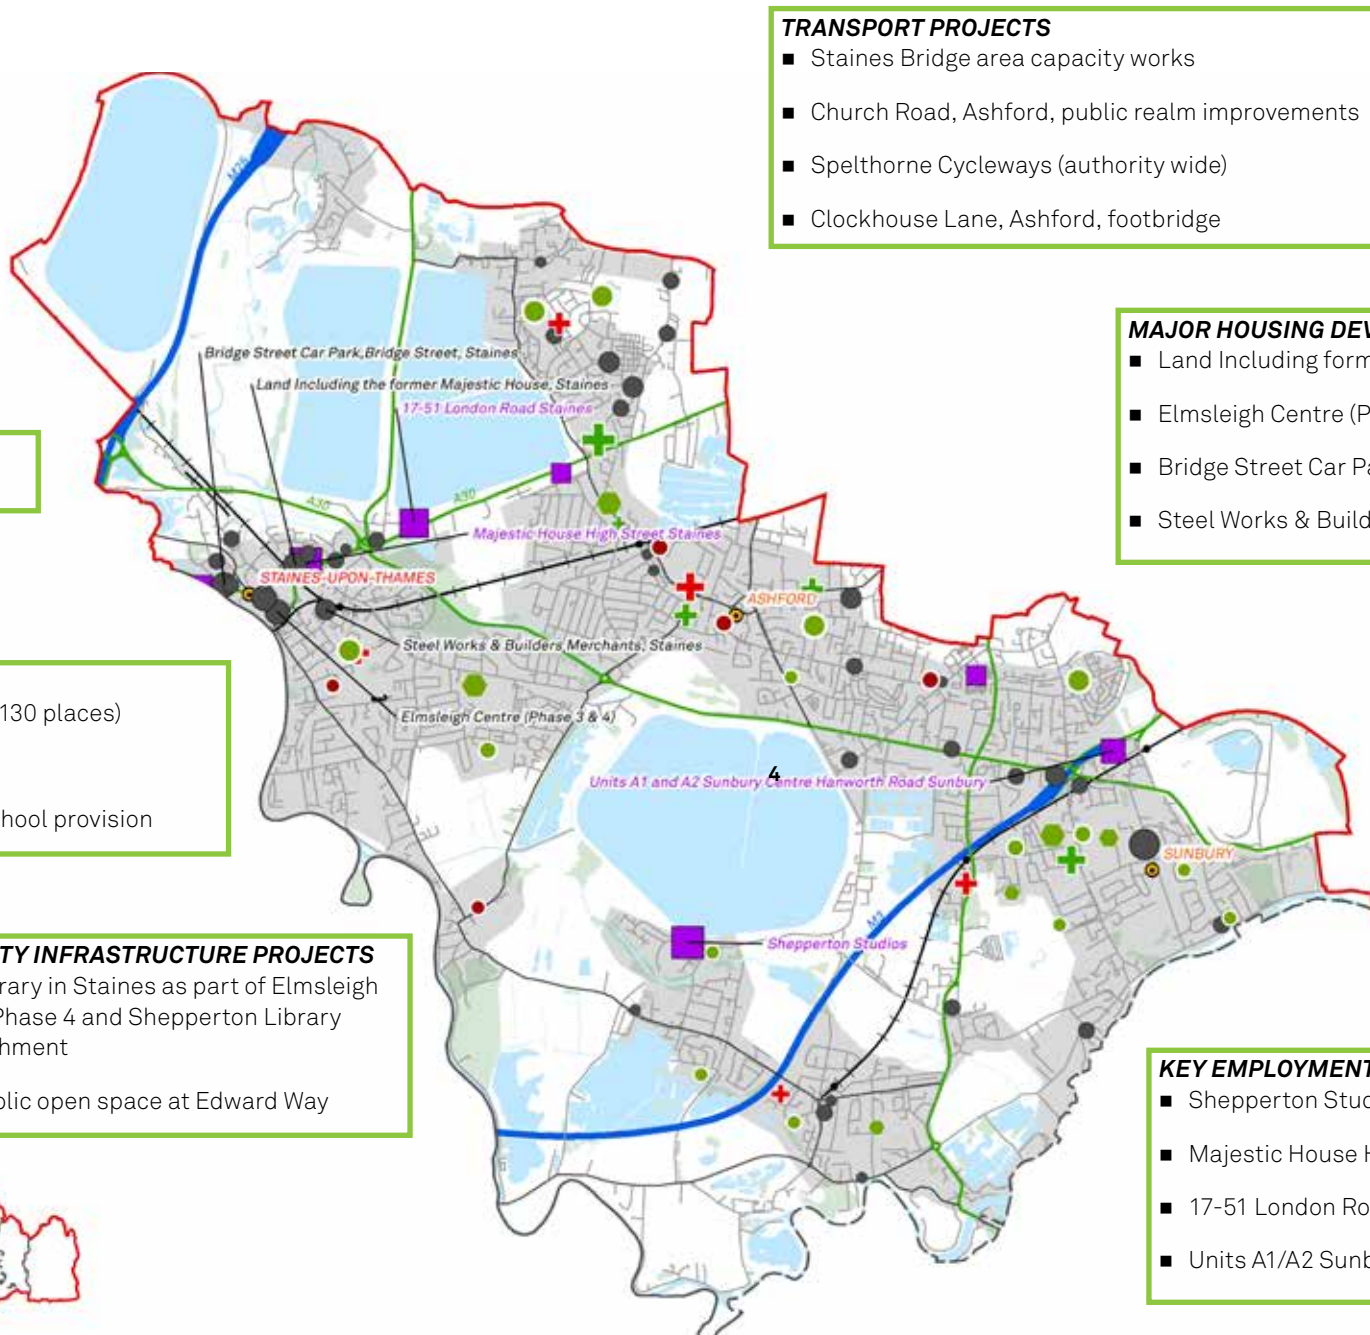 TRANSPORT PROJECTS
■ Staines Bridge area capacity works
■ Church Road, Ashford, public realm improvements
■ Spelthorne Cycleways (authority wide)
■ Clockhouse Lane, Ashford, footbridge
MAJOR HOUSING DEV
■ Land Including form
■ Elmsleigh Centre (P
■ Bridge Street Car Pa
■ Steel Works & Build
M25
Bridge Street Car Park,Bridge Street, Staines
Land Including the former Majestic House, Staines
17-51 London Road Staines
A30
A30
Majestic House High Street Staines
STAINES-UPON-THAMES
ASHFORD
Steel Works & Builders Merchants, Staines
Elmsleigh Centre (Phase 3 & 4)
4
Units A1 and A2 Sunbury Centre Hanworth Road Sunbury
SUNBURY
M3
Shepperton Studios
130 places)
hool provision
TY INFRASTRUCTURE PROJECTS
rary in Staines as part of Elmsleigh
Phase 4 and Shepperton Library
hment
blic open space at Edward Way
KEY EMPLOYMENT
■ Shepperton Stud
■ Majestic House H
■ 17-51 London Ro
■ Units A1/A2 Sunb